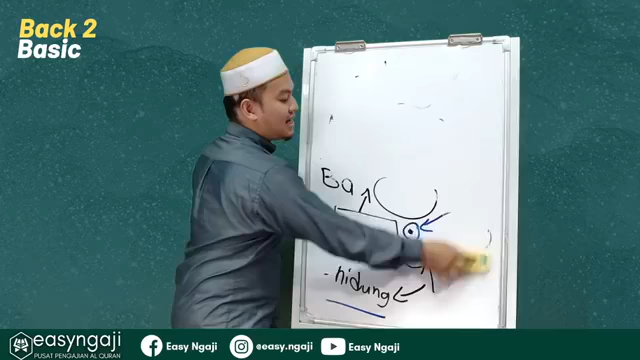 Back 2
Basic
Ba
- hidung
easyngaji
PUSAT PENGAJIAN AL QURAN
Easy Ngaji
@easy.ngaji
Easy Ngaji